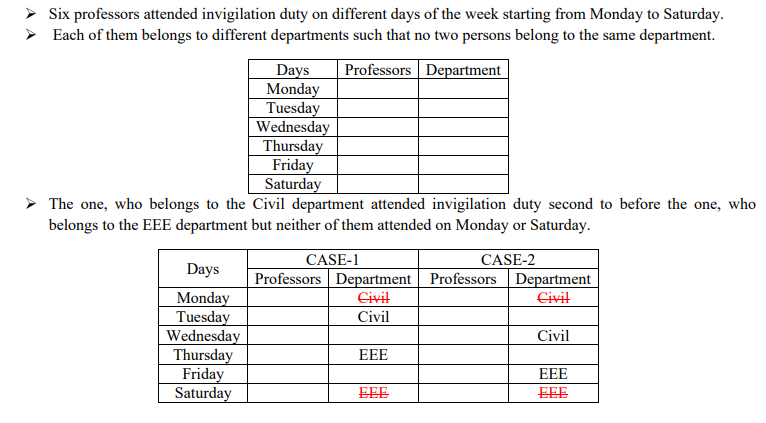 ➢ Six professors attended invigilation duty on different days of the week starting from Monday to Saturday.
➢ Each of them belongs to different departments such that no two persons belong to the same department.
Days Professors Department
Monday
Tuesday
Wednesday
Thursday
Friday
Saturday
➢ The one, who belongs to the Civil department attended invigilation duty second to before the one, who
belongs to the EEE department but neither of them attended on Monday or Saturday.
Days CASE-1 CASE-2
Professors Department Professors Department
Monday Civil Civil
Tuesday Civil
Wednesday Civil
Thursday EEE
Friday EEE
Saturday EEE EEE